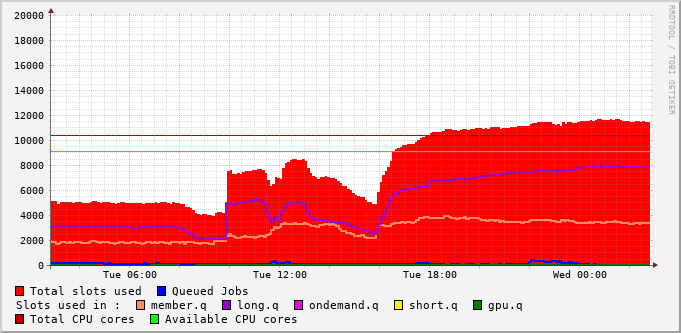 20000
18000
16000
14000
12000
10000
8000
6000
4000
2000
0
Tue 06:00 Tue 12:00 Tue 18:00 Wed 00:00
RRDTOOL / TOBI OETIKER
Total slots used Queued Jobs
Slots used in : member.q long.q ondemand.q short.q gpu.q
Total CPU cores Available CPU cores